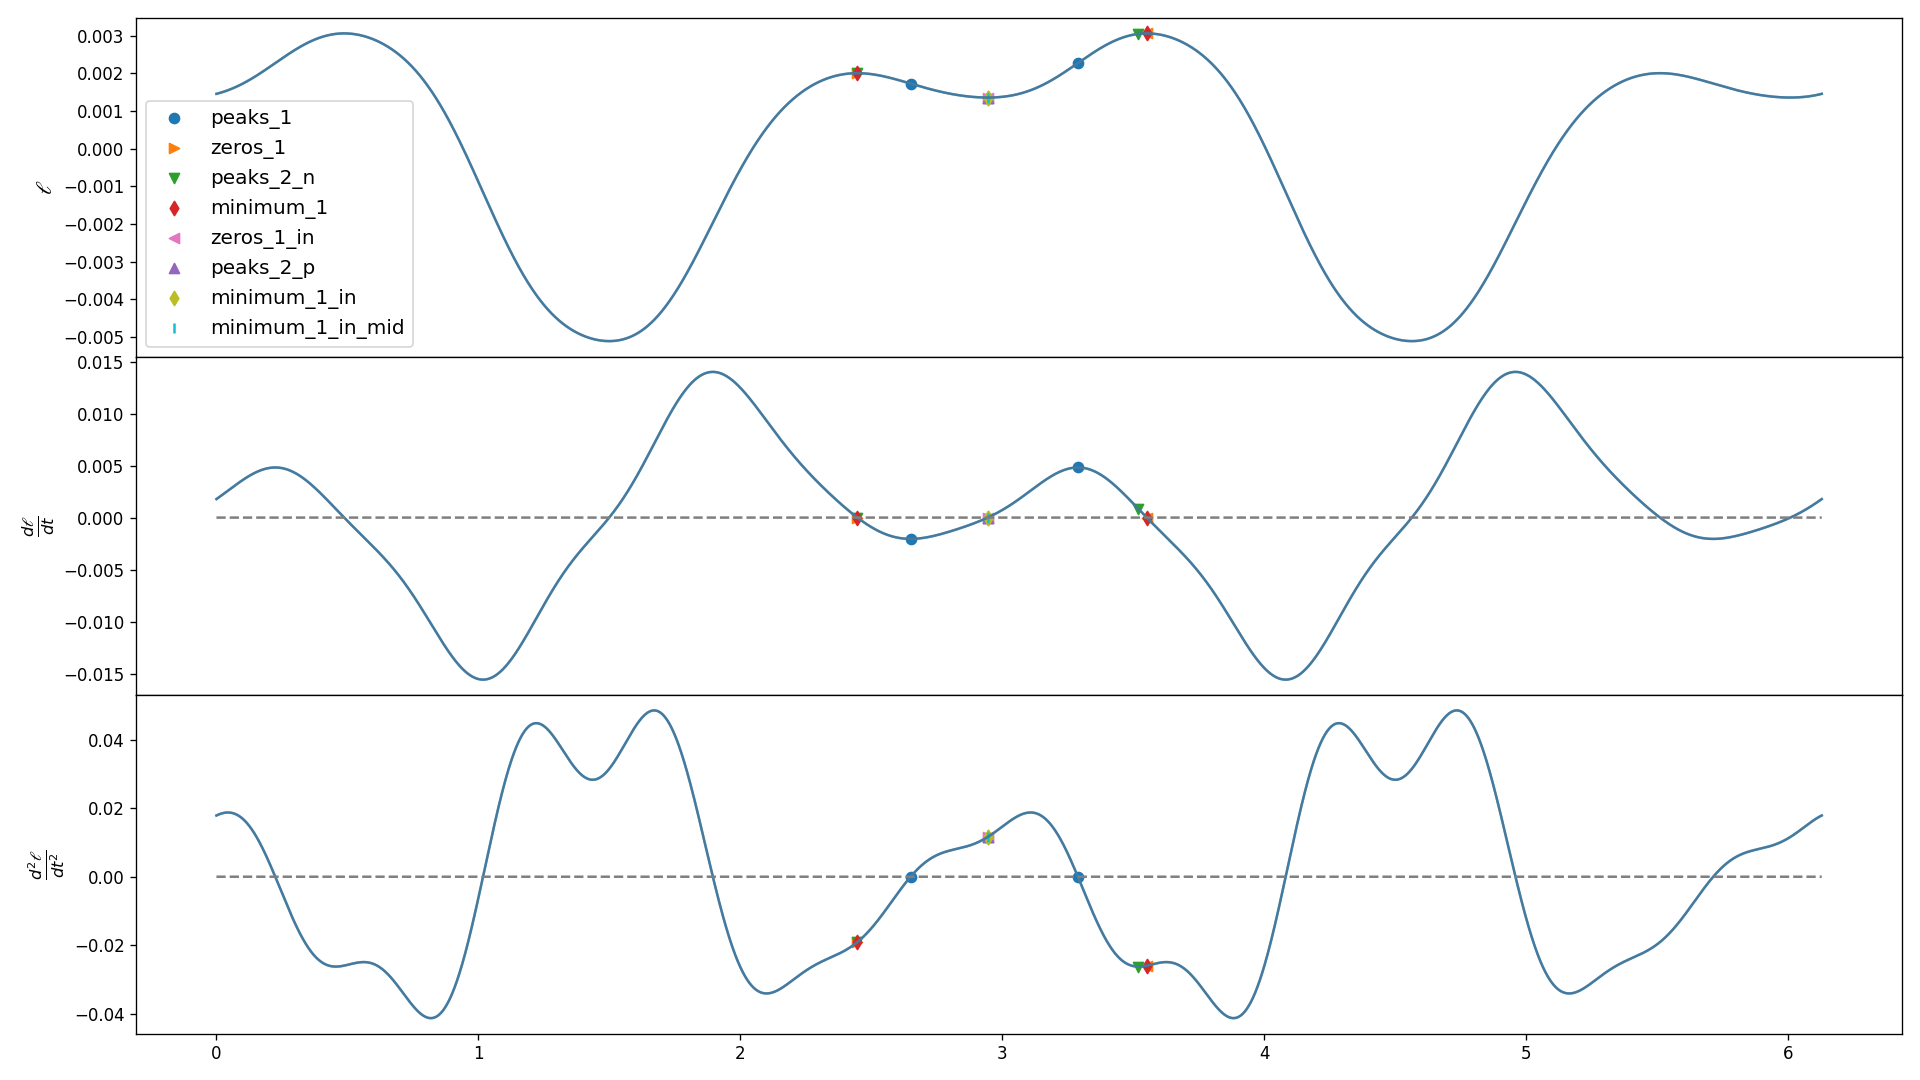 0.003
0.002
0.001
0.000
−0.001
−0.002
−0.003
−0.004
−0.005
ℓ
peaks_1
zeros_1
peaks_2_n
minimum_1
zeros_1_in
peaks_2_p
minimum_1_in
minimum_1_in_mid
0.015
0.010
0.005
0.000
−0.005
−0.010
−0.015
dℓ
dt
0.04
0.02
0.00
−0.02
−0.04
d²ℓ
dt²
0 1 2 3 4 5 6